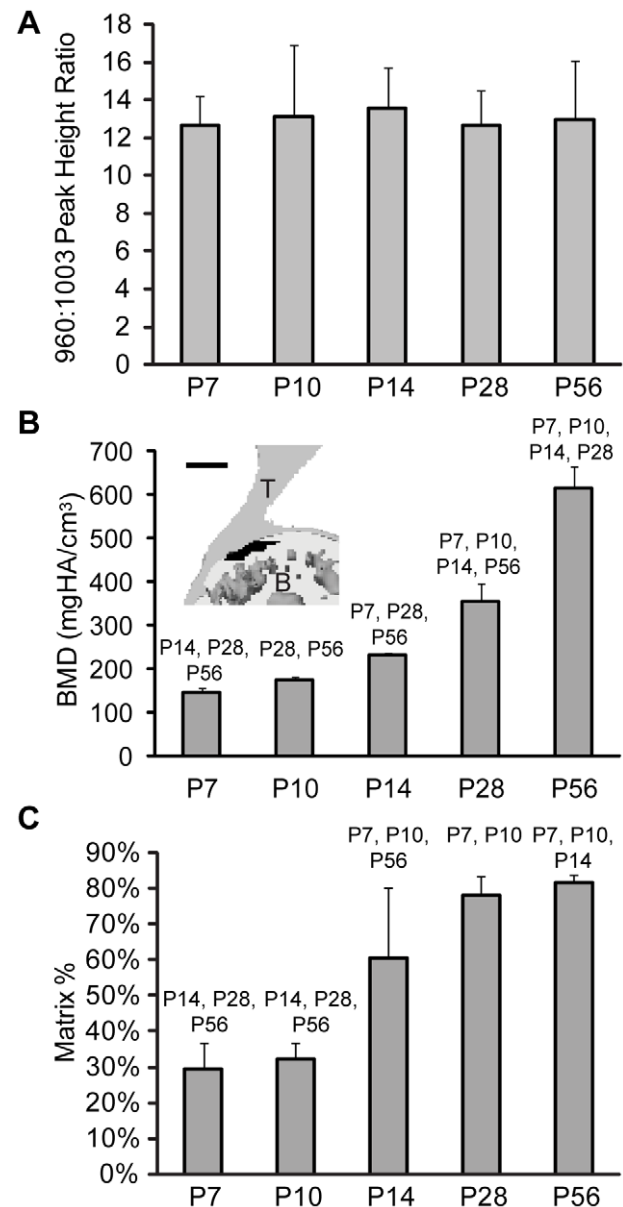 A
960:1003 Peak Height Ratio
18
16
14
12
10
8
6
4
2
0
P7 P10 P14 P28 P56
B
BMD (mgHA/cm³)
700
600
500
400
300
200
100
0
T
B
P14, P28,
P56
P28, P56
P7, P28,
P56
P7, P10,
P14, P56
P7, P10,
P14, P28
P7 P10 P14 P28 P56
C
Matrix %
90%
80%
70%
60%
50%
40%
30%
20%
10%
0%
P14, P28,
P56
P14, P28,
P56
P7, P10,
P56
P7, P10
P7, P10,
P14
P7 P10 P14 P28 P56